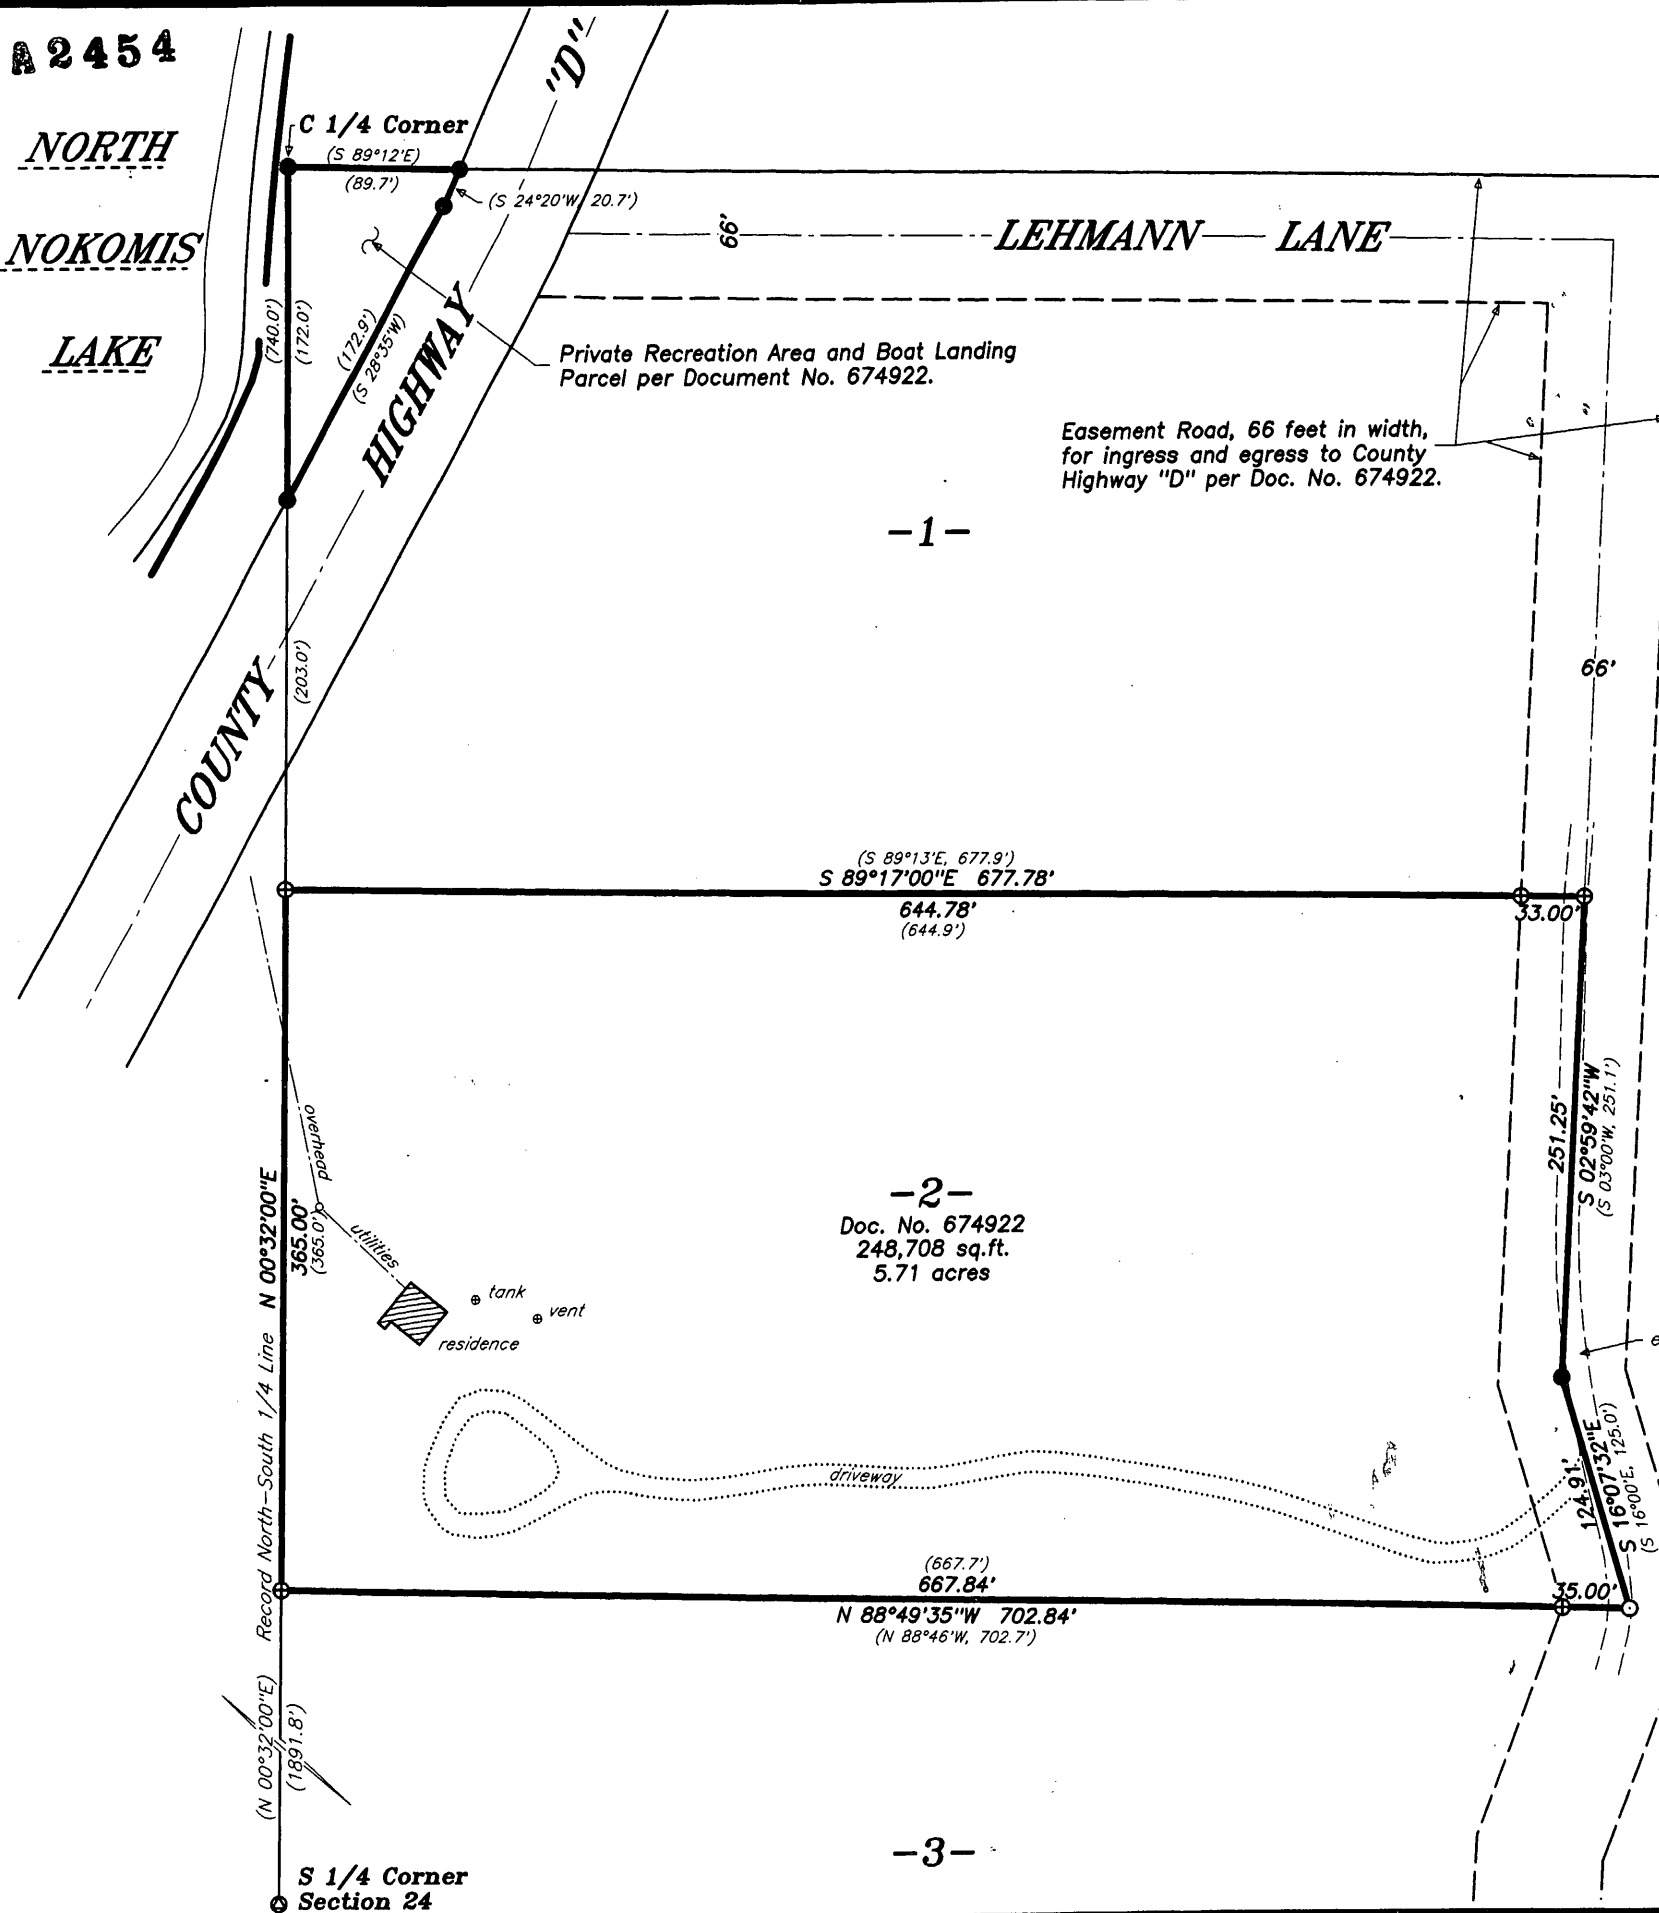 A2454
NORTH
NOKOMIS
LAKE
C 1/4 Corner
(S 89°12'E)
(89.7')
(S 24°20'W, 20.7')
"D"
HIGHWAY
COUNTY
66'
LEHMANN LANE
(740.0')
(172.0')
(172.9')
(S 28°35'W)
Private Recreation Area and Boat Landing
Parcel per Document No. 674922.
Easement Road, 66 feet in width,
for ingress and egress to County
Highway "D" per Doc. No. 674922.
-1-
66'
(203.0')
(S 89°13'E, 677.9')
S 89°17'00"E 677.78'
644.78'
(644.9')
33.00'
251.25'
S 02°59'42"W
(S 03°00'W, 251.1')
overhead
utilities
N 00°32'00"E
365.00'
(365.0')
-2-
Doc. No. 674922
248,708 sq.ft.
5.71 acres
tank
vent
residence
e
driveway
124.91'
S 16°07'32"E
(S 16°00'E, 125.0')
Record North-South 1/4 Line
(667.7')
667.84'
35.00'
N 88°49'35"W 702.84'
(N 88°46'W, 702.7')
(N 00°32'00"E)
(1891.8')
-3-
S 1/4 Corner
Section 24